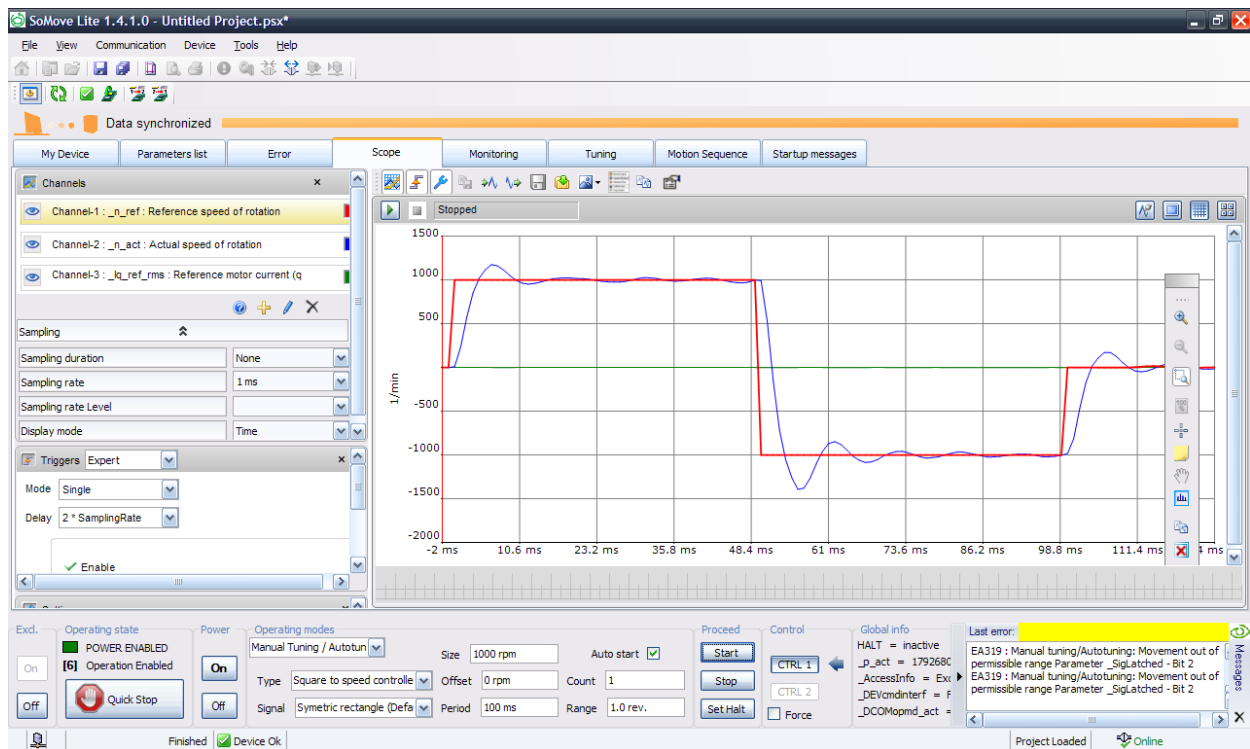 SoMove Lite 1.4.1.0 - Untitled Project.psx*
File View Communication Device Tools Help
Data synchronized
My Device Parameters list Error Scope Monitoring Tuning Motion Sequence Startup messages
Channels
Channel-1 : _n_ref : Reference speed of rotation
Channel-2 : _n_act : Actual speed of rotation
Channel-3 : _Iq_ref_rms : Reference motor current (q
Sampling
Sampling duration None
Sampling rate 1 ms
Sampling rate Level
Display mode Time
Triggers Expert
Mode Single
Delay 2 * SamplingRate
Enable
Stopped
1500
1000
500
-500
-1000
-1500
-2000
1/min
-2 ms 10.6 ms 23.2 ms 35.8 ms 48.4 ms 61 ms 73.6 ms 86.2 ms 98.8 ms 111.4 ms 4 ms
100 %
Excl.
On
Off
Operating state
POWER ENABLED
[6] Operation Enabled
Quick Stop
Power
On
Off
Operating modes
Manual Tuning / Autotun
Size 1000 rpm Auto start
Type Square to speed controlle Offset 0 rpm Count 1
Signal Symetric rectangle (Defa Period 100 ms Range 1.0 rev.
Proceed
Start
Stop
Set Halt
Control
CTRL 1
CTRL 2
Force
Global info
HALT = inactive
_p_act = 1792680
_AccessInfo = Exc
_DEVcmdinterf = F
_DCOMopmd_act =
Last error:
EA319 : Manual tuning/Autotuning: Movement out of
permissible range Parameter _SigLatched - Bit 2
EA319 : Manual tuning/Autotuning: Movement out of
permissible range Parameter _SigLatched - Bit 2
Messages
Finished Device Ok Project Loaded Online